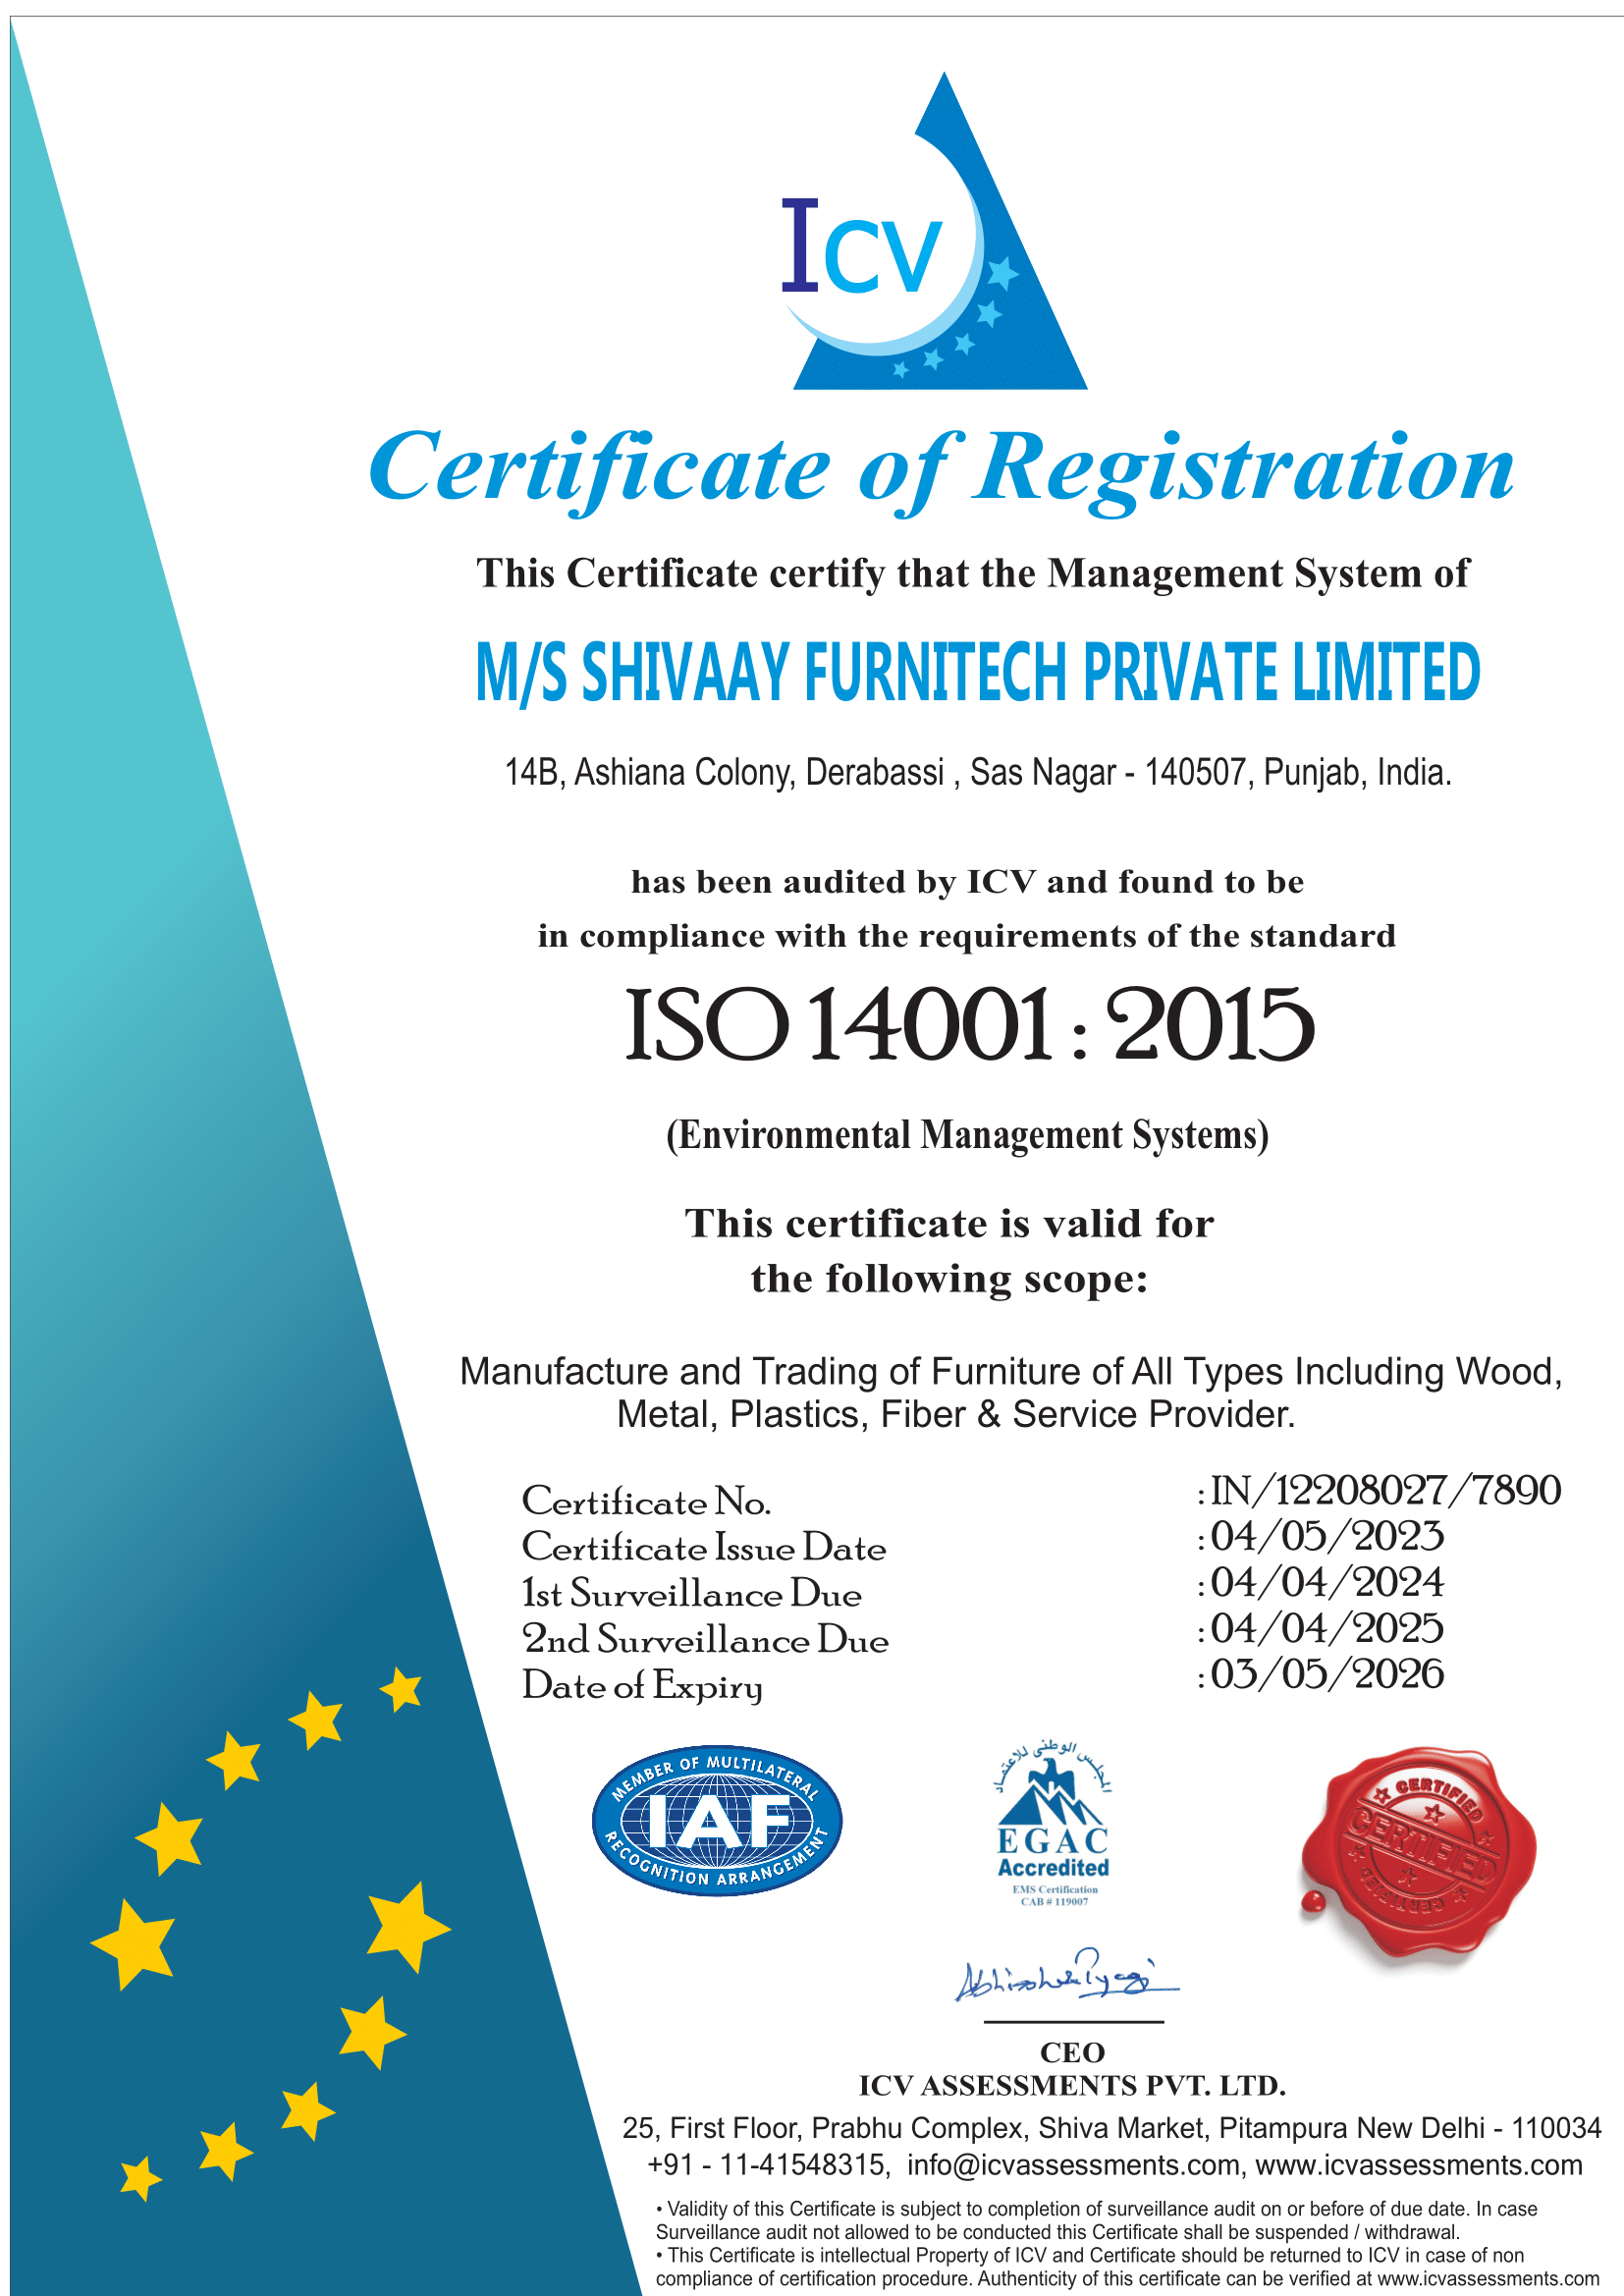 ICV
Certificate of Registration
This Certificate certify that the Management System of
M/S SHIVAAY FURNITECH PRIVATE LIMITED
14B, Ashiana Colony, Derabassi , Sas Nagar - 140507, Punjab, India.
has been audited by ICV and found to be
in compliance with the requirements of the standard
ISO 14001 : 2015
(Environmental Management Systems)
This certificate is valid for
the following scope:
Manufacture and Trading of Furniture of All Types Including Wood,
Metal, Plastics, Fiber & Service Provider.
Certificate No. : IN/12208027/7890
Certificate Issue Date : 04/05/2023
1st Surveillance Due : 04/04/2024
2nd Surveillance Due : 04/04/2025
Date of Expiry : 03/05/2026
MEMBER OF MULTILATERAL
IAF
RECOGNITION ARRANGEMENT
المجلس الوطنى للاعتماد
EGAC
Accredited
EMS Certification
CAB # 119007
CERTIFIED
CERTIFIED
CERTIFIED
Abhishek Tyagi
CEO
ICV ASSESSMENTS PVT. LTD.
25, First Floor, Prabhu Complex, Shiva Market, Pitampura New Delhi - 110034
+91 - 11-41548315, info@icvassessments.com, www.icvassessments.com
• Validity of this Certificate is subject to completion of surveillance audit on or before of due date. In case
Surveillance audit not allowed to be conducted this Certificate shall be suspended / withdrawal.
• This Certificate is intellectual Property of ICV and Certificate should be returned to ICV in case of non
compliance of certification procedure. Authenticity of this certificate can be verified at www.icvassessments.com